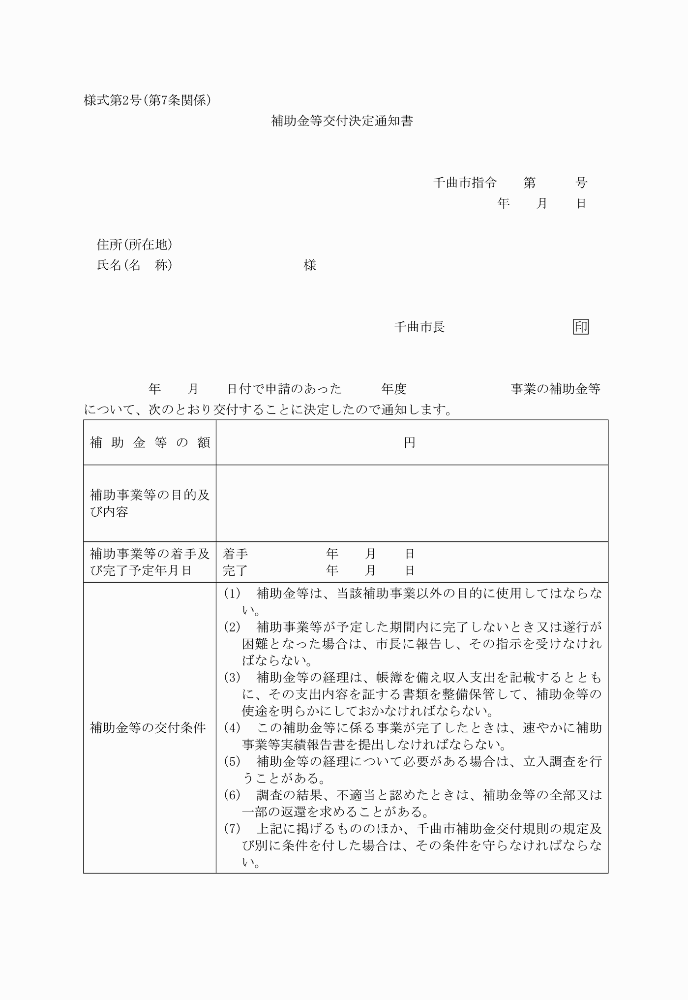 様式第2号(第7条関係)
補助金等交付決定通知書
千曲市指令　　第　　　号
年　　月　　日
住所(所在地)
氏名(名　称)　　　　　　　　　　様
千曲市長　　　　　　　　　　印
年　　月　　日付で申請のあった　　　年度　　　　　　　　事業の補助金等
について、次のとおり交付することに決定したので通知します。
補助金等の額
円
補助事業等の目的及
び内容
補助事業等の着手及
び完了予定年月日
着手　　　　　　年　　月　　日
完了　　　　　　年　　月　　日
補助金等の交付条件
(1)　補助金等は、当該補助事業以外の目的に使用してはならな
い。
(2)　補助事業等が予定した期間内に完了しないとき又は遂行が
困難となった場合は、市長に報告し、その指示を受けなけれ
ばならない。
(3)　補助金等の経理は、帳簿を備え収入支出を記載するととも
に、その支出内容を証する書類を整備保管して、補助金等の
使途を明らかにしておかなければならない。
(4)　この補助金等に係る事業が完了したときは、速やかに補助
事業等実績報告書を提出しなければならない。
(5)　補助金等の経理について必要がある場合は、立入調査を行
うことがある。
(6)　調査の結果、不適当と認めたときは、補助金等の全部又は
一部の返還を求めることがある。
(7)　上記に掲げるもののほか、千曲市補助金交付規則の規定及
び別に条件を付した場合は、その条件を守らなければならな
い。